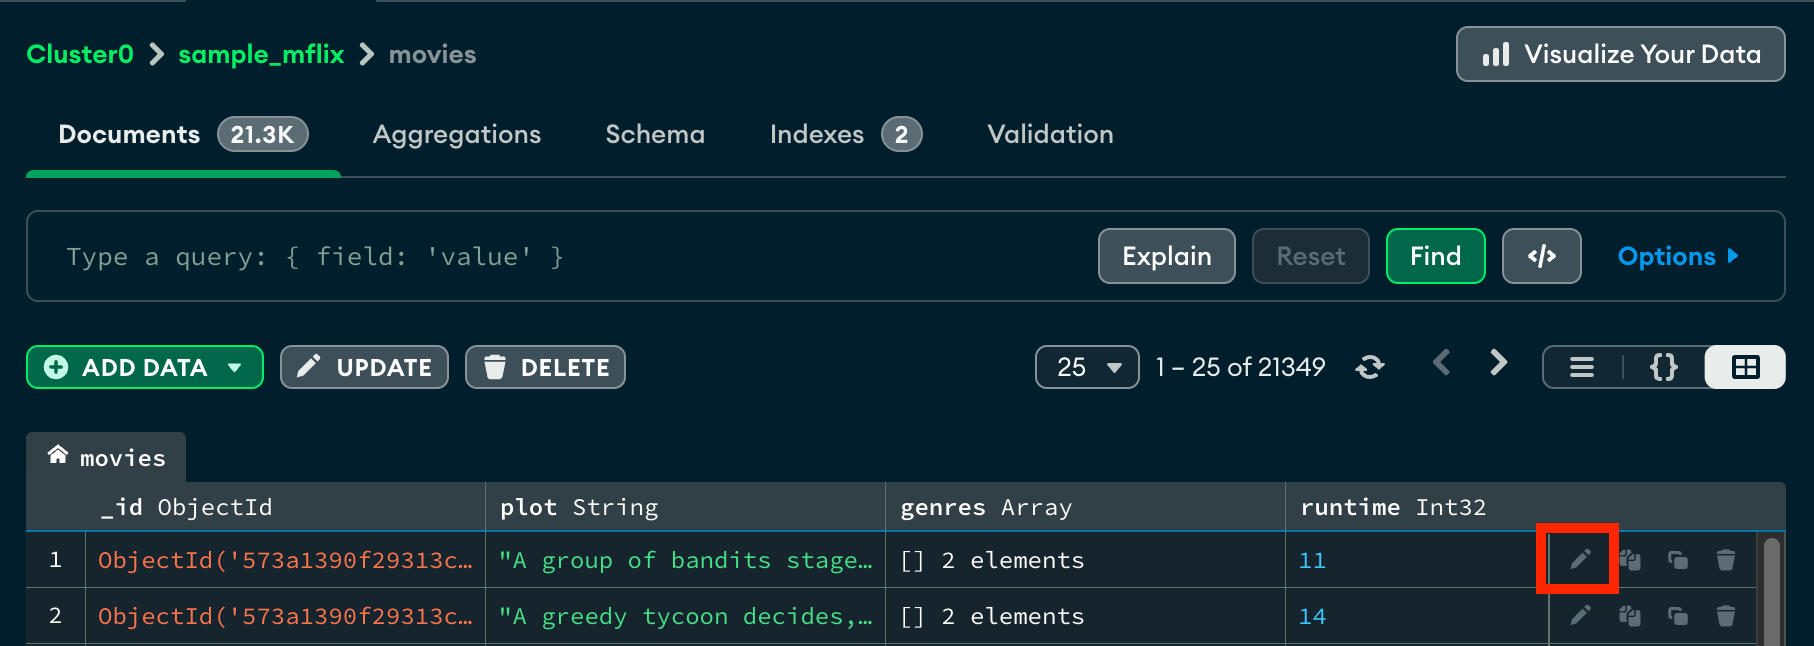 Cluster0 > sample_mflix > movies
Visualize Your Data
Documents 21.3K Aggregations Schema Indexes 2 Validation
Type a query: { field: 'value' } Explain Reset Find </> Options
ADD DATA UPDATE DELETE 25 1 – 25 of 21349 {}
movies
_id ObjectId plot String genres Array runtime Int32
1 ObjectId('573a1390f29313c… "A group of bandits stage… [] 2 elements 11
2 ObjectId('573a1390f29313c… "A greedy tycoon decides,… [] 2 elements 14